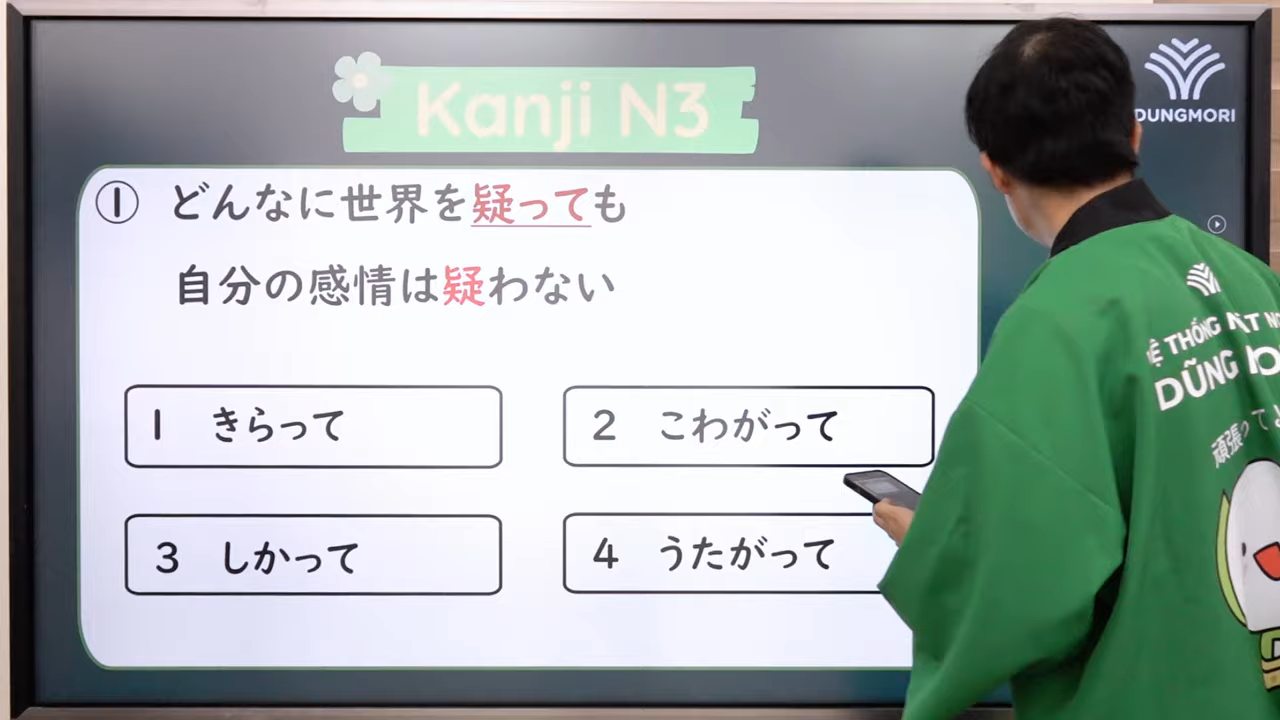 Kanji N3
DUNGMORI
① どんなに世界を疑っても
自分の感情は疑わない
1 きらって
2 こわがって
3 しかって
4 うたがって
HỆ THỐNG
DŨNG
頑張って